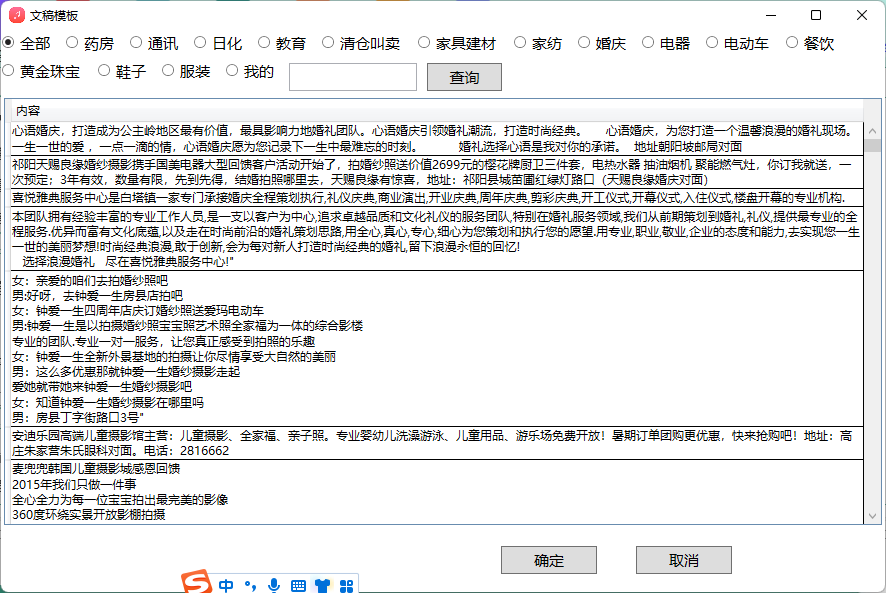 文稿模板
全部 药房 通讯 日化 教育 清仓叫卖 家具建材 家纺 婚庆 电器 电动车 餐饮
黄金珠宝 鞋子 服装 我的 查询
内容
心语婚庆，打造成为公主岭地区最有价值，最具影响力地婚礼团队。心语婚庆引领婚礼潮流，打造时尚经典。 心语婚庆，为您打造一个温馨浪漫的婚礼现场。
一生一世的爱 ，一点一滴的情，心语婚庆愿为您记录下一生中最难忘的时刻。 婚礼选择心语是我对你的承诺。 地址朝阳坡邮局对面
祁阳天赐良缘婚纱摄影携手国美电器大型回馈客户活动开始了，拍婚纱照送价值2699元的樱花牌厨卫三件套，电热水器 抽油烟机 聚能燃气灶，你订我就送，一
次预定；3年有效，数量有限，先到先得，结婚拍照哪里去，天赐良缘有惊喜，地址：祁阳县城苗圃红绿灯路口（天赐良缘婚庆对面）
喜悦雅典服务中心是白塔镇一家专门承接婚庆全程策划执行,礼仪庆典,商业演出,开业庆典,周年庆典,剪彩庆典,开工仪式,开幕仪式,入住仪式,楼盘开幕的专业机构.
本团队拥有经验丰富的专业工作人员,是一支以客户为中心,追求卓越品质和文化礼仪的服务团队,特别在婚礼服务领域,我们从前期策划到婚礼,礼仪,提供最专业的全
程服务.优异而富有文化底蕴,以及走在时尚前沿的婚礼策划思路,用全心,真心,专心,细心为您策划和执行您的愿望.用专业,职业,敬业,企业的态度和能力,去实现您一生
一世的美丽梦想!时尚经典浪漫,敢于创新,会为每对新人打造时尚经典的婚礼,留下浪漫永恒的回忆!
选择浪漫婚礼 尽在喜悦雅典服务中心!"
女：亲爱的咱们去拍婚纱照吧
男:好呀，去钟爱一生房县店拍吧
女：钟爱一生四周年店庆订婚纱照送爱玛电动车
男:钟爱一生是以拍摄婚纱照宝宝照艺术照全家福为一体的综合影楼
专业的团队.专业一对一服务，让您真正感受到拍照的乐趣
女：钟爱一生全新外景基地的拍摄让你尽情享受大自然的美丽
男：这么多优惠那就钟爱一生婚纱摄影走起
爱她就带她来钟爱一生婚纱摄影吧
女：知道钟爱一生婚纱摄影在哪里吗
男：房县丁字街路口3号"
安迪乐园高端儿童摄影馆主营：儿童摄影、全家福、亲子照。专业婴幼儿洗澡游泳、儿童用品、游乐场免费开放！暑期订单团购更优惠，快来抢购吧！地址：高
庄朱家营朱氏眼科对面。电话：2816662
麦兜兜韩国儿童摄影城感恩回馈
2015年我们只做一件事
全心全力为每一位宝宝拍出最完美的影像
360度环绕实景开放影棚拍摄
确定 取消
中